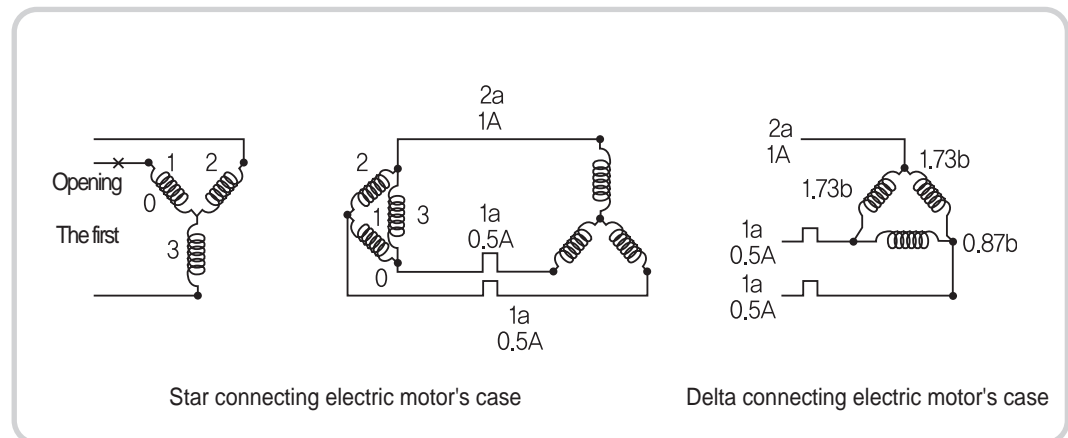 1
2
Opening
0
The first
3
2a
1A
2
1
3
0
1a
0.5A
1a
0.5A
2a
1A
1.73b
1.73b
1a
0.5A
0.87b
1a
0.5A
Star connecting electric motor's case
Delta connecting electric motor's case